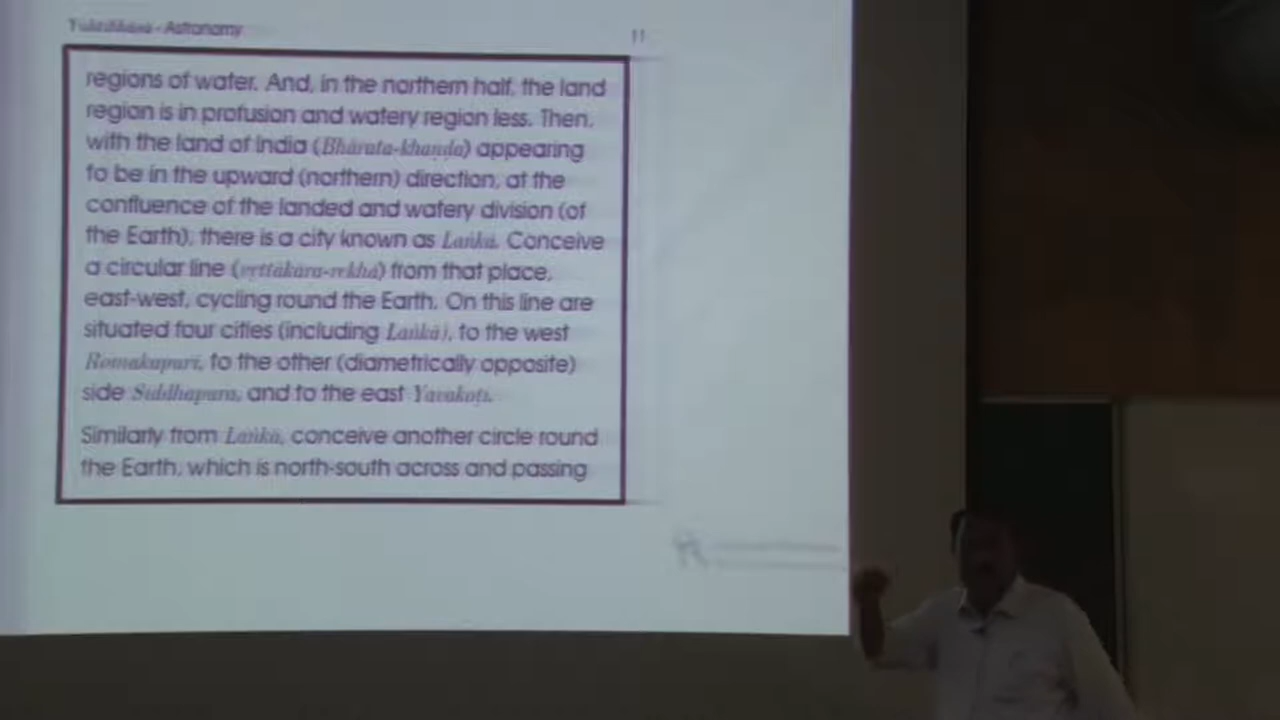 Yuktibhāṣā - Astronomy 11
regions of water. And, in the northern half, the land
region is in profusion and watery region less. Then,
with the land of India (Bhārata-khaṇḍa) appearing
to be in the upward (northern) direction, at the
confluence of the landed and watery division (of
the Earth), there is a city known as Laṅkā. Conceive
a circular line (vṛttākāra-rekhā) from that place,
east-west, cycling round the Earth. On this line are
situated four cities (including Laṅkā), to the west
Romakapurī, to the other (diametrically opposite)
side Siddhapura, and to the east Yavakoṭi.
Similarly from Laṅkā, conceive another circle round
the Earth, which is north-south across and passing